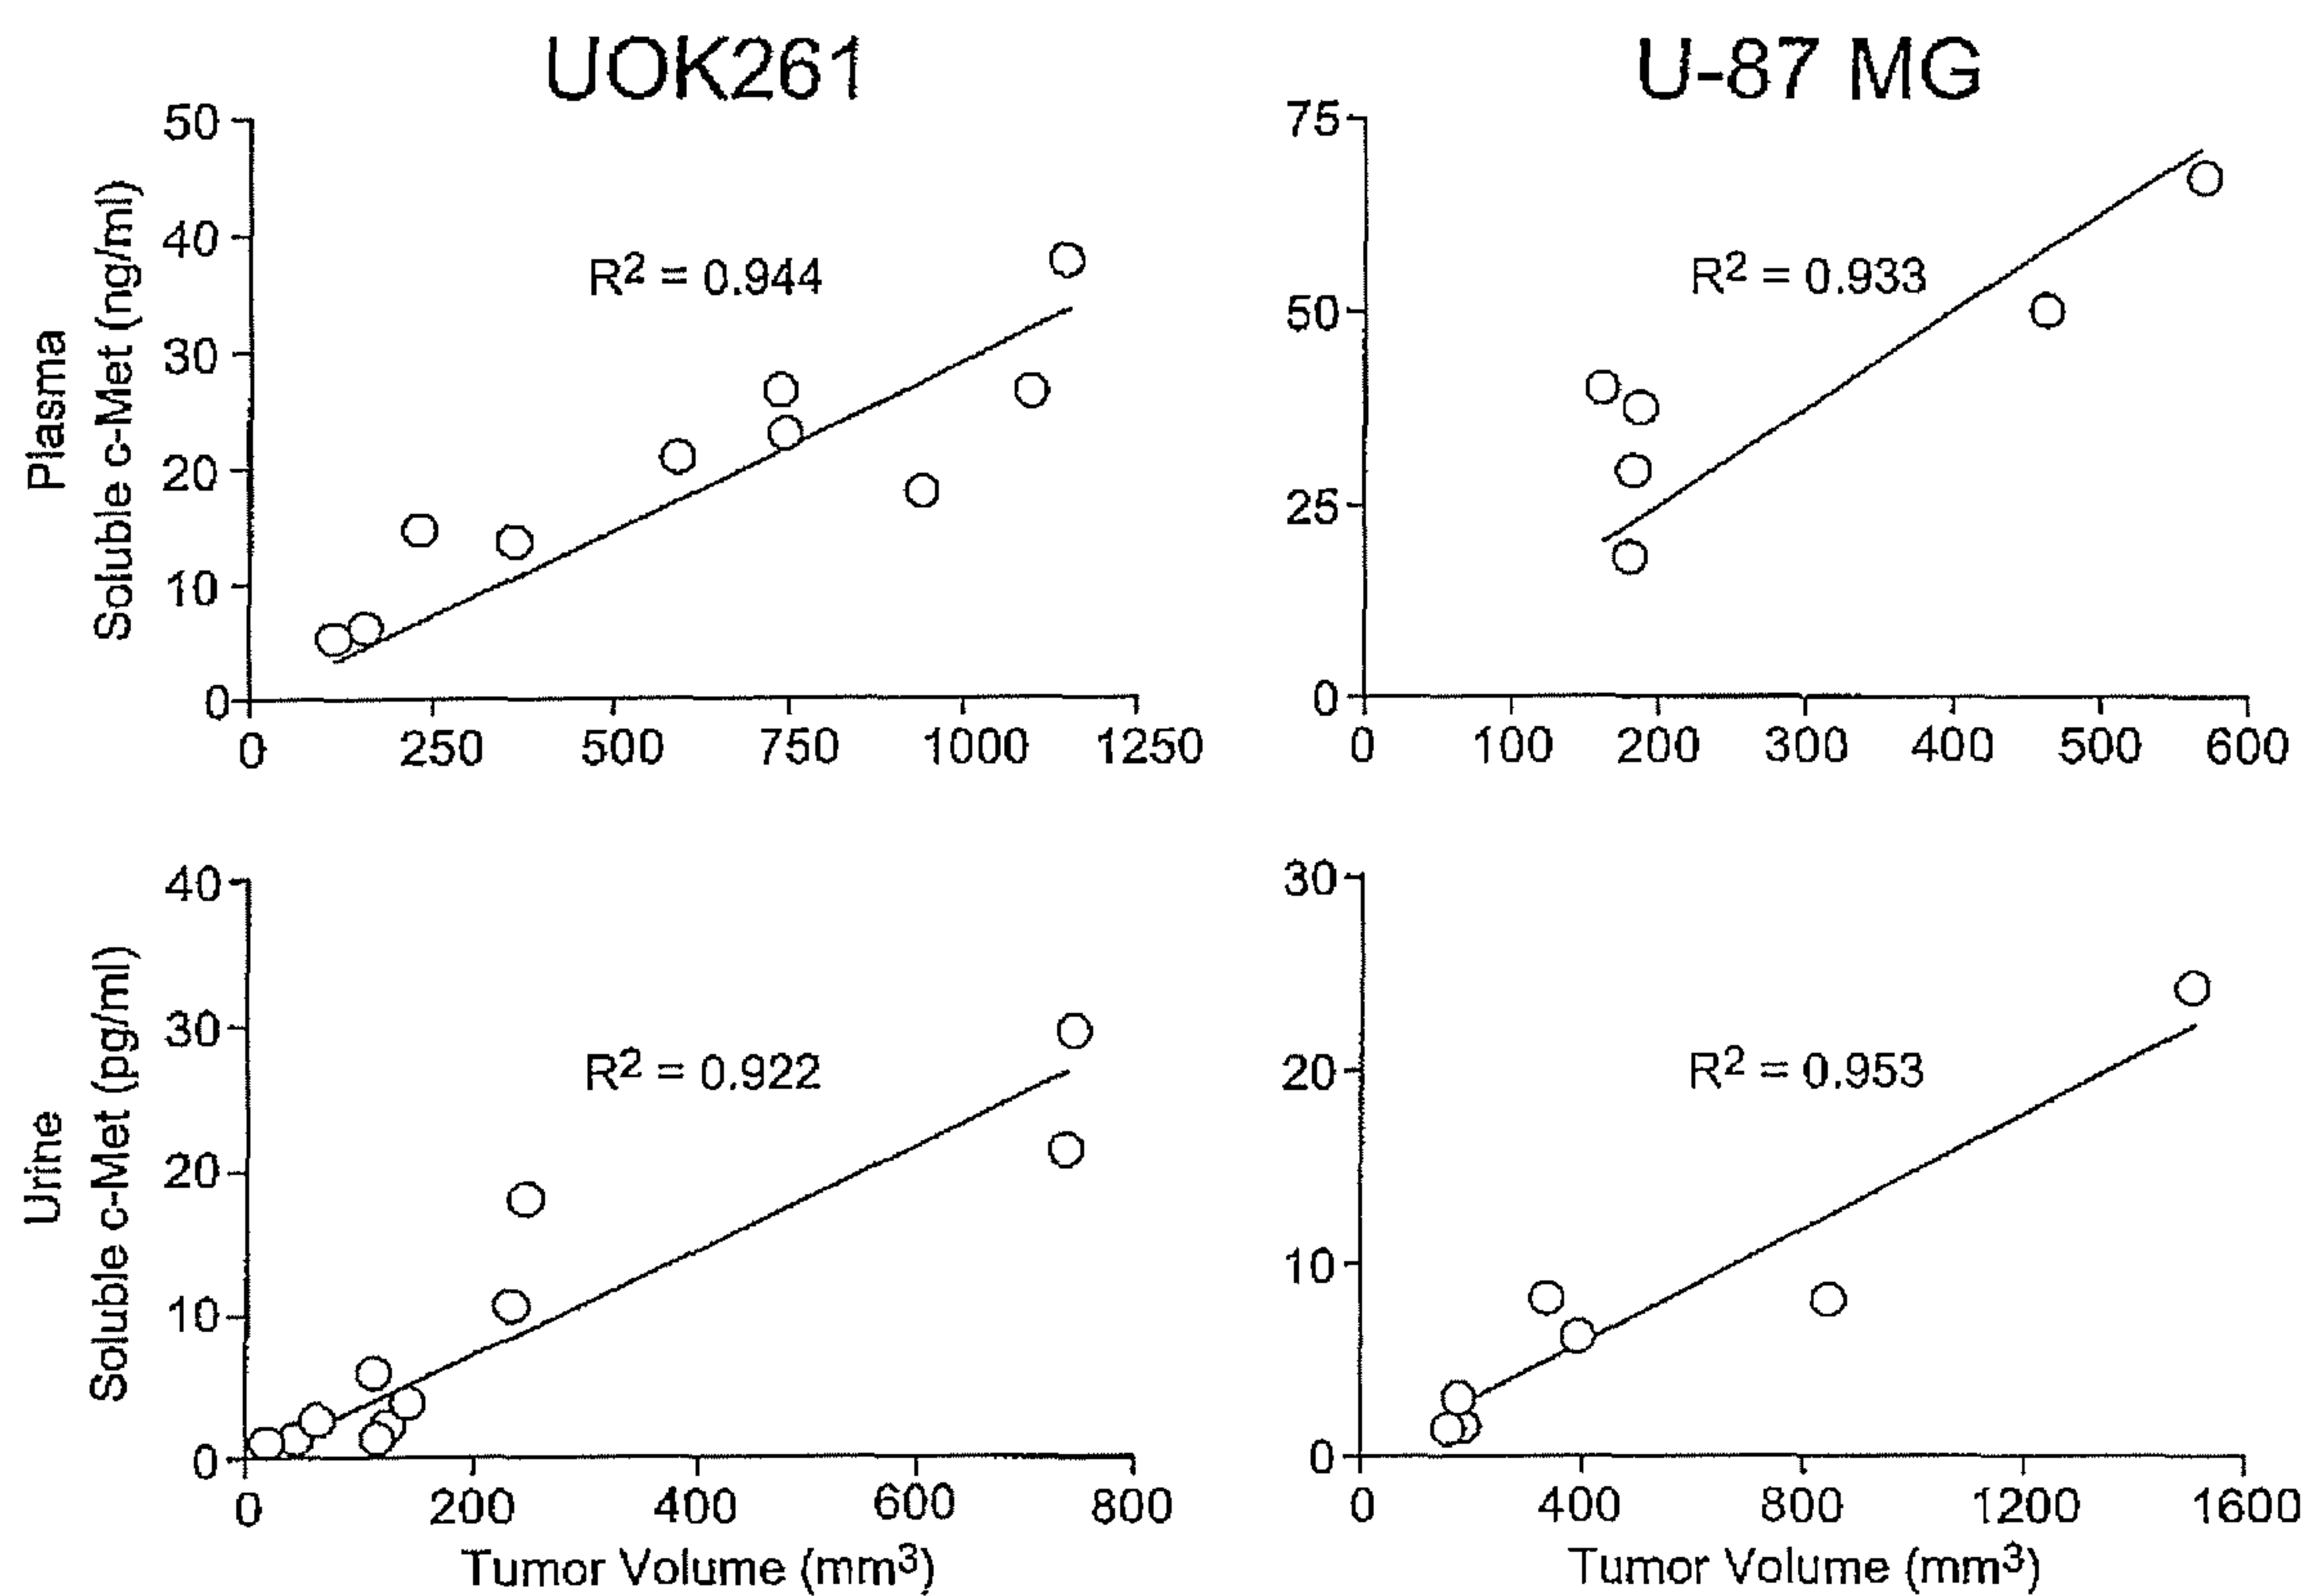 UOK261
U-87 MG
Plasma
Soluble c-Met (ng/ml)
50
40
30
20
10
0
R² = 0.944
0 250 500 750 1000 1250
75
50
25
0
R² = 0.933
0 100 200 300 400 500 600
Urine
Soluble c-Met (pg/ml)
40
30
20
10
0
R² = 0.922
0 200 400 600 800
Tumor Volume (mm³)
30
20
10
0
R² = 0.953
0 400 800 1200 1600
Tumor Volume (mm³)